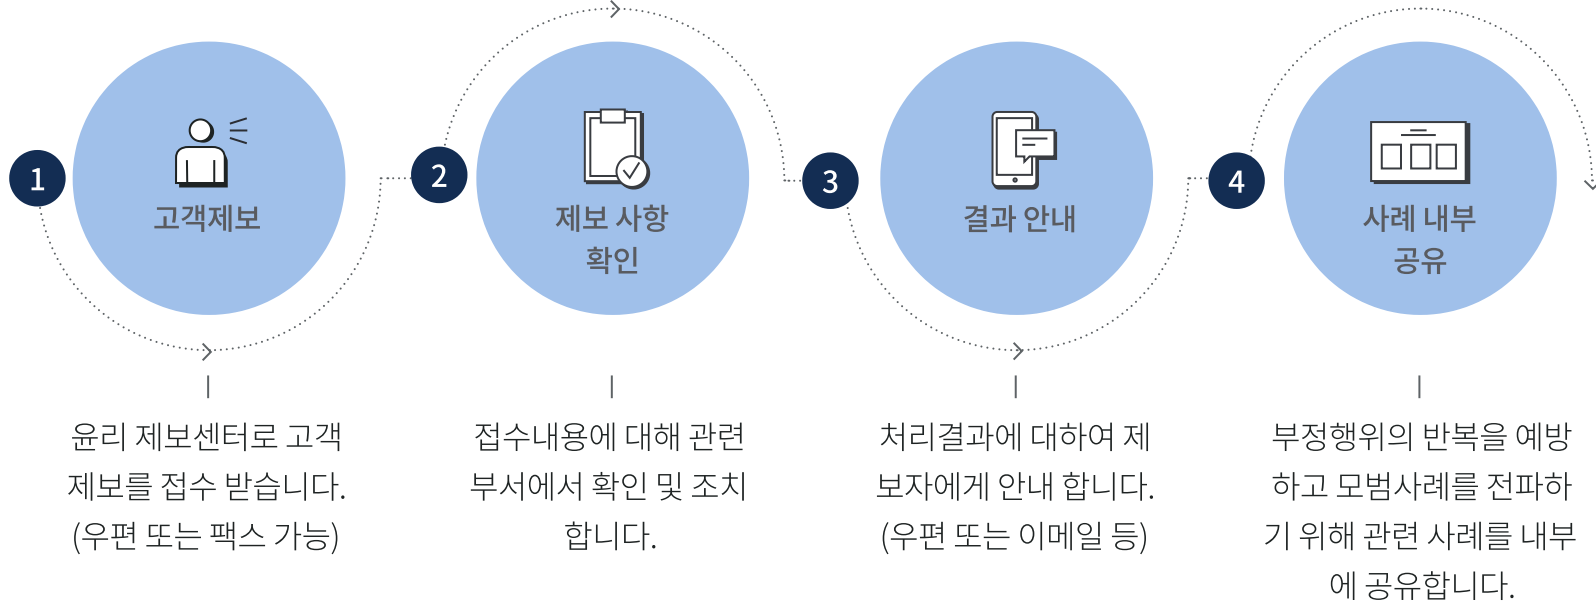 1
고객제보
윤리 제보센터로 고객
제보를 접수 받습니다.
(우편 또는 팩스 가능)
2
제보 사항
확인
접수내용에 대해 관련
부서에서 확인 및 조치
합니다.
3
결과 안내
처리결과에 대하여 제
보자에게 안내 합니다.
(우편 또는 이메일 등)
4
사례 내부
공유
부정행위의 반복을 예방
하고 모범사례를 전파하
기 위해 관련 사례를 내부
에 공유합니다.